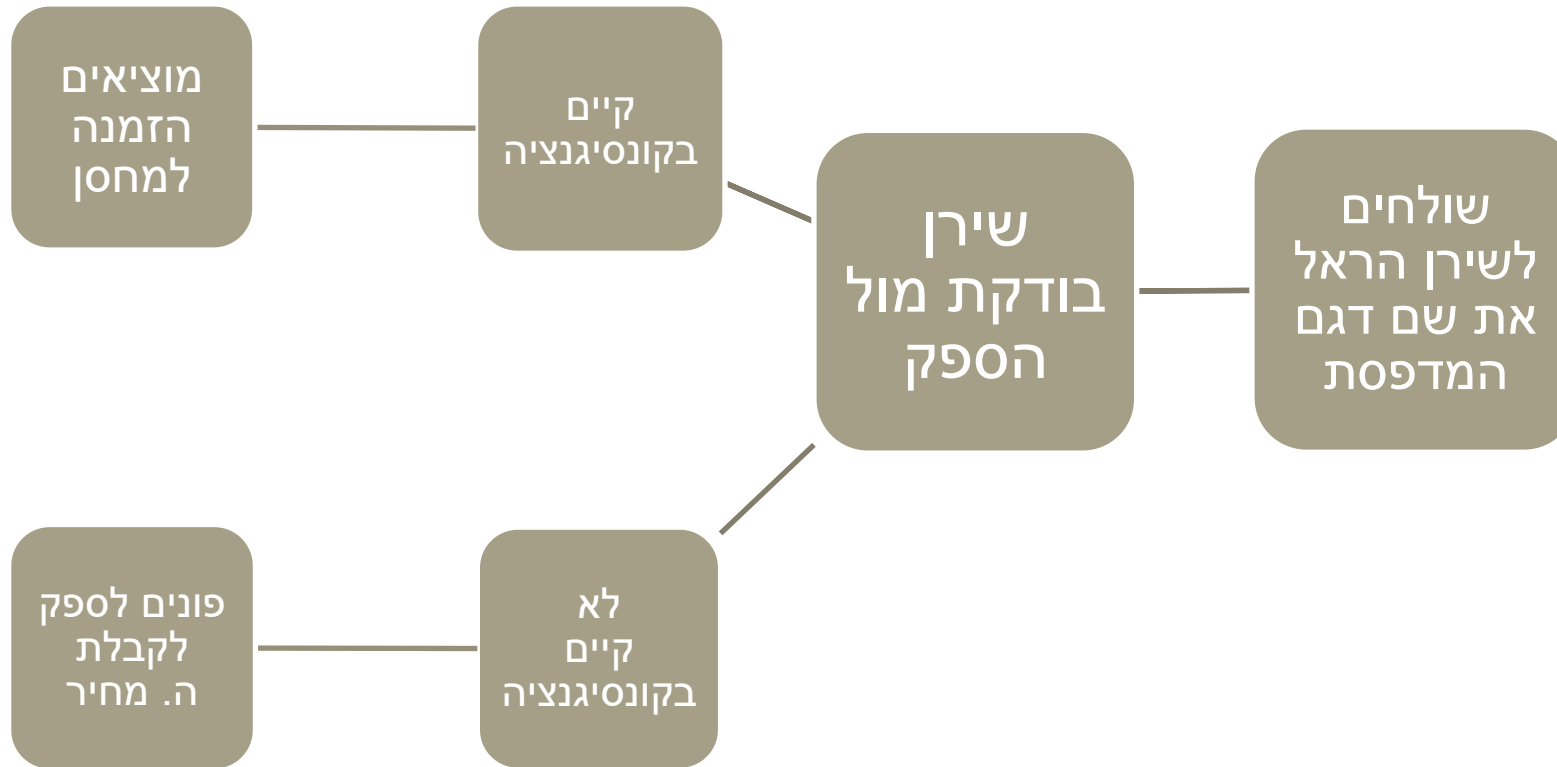 שולחים
לשירן הראל
את שם דגם
המדפסת
שירן
בודקת מול
הספק
קיים
בקונסיגנציה
מוציאים
הזמנה
למחסן
לא
קיים
בקונסיגנציה
פונים לספק
לקבלת
ה. מחיר